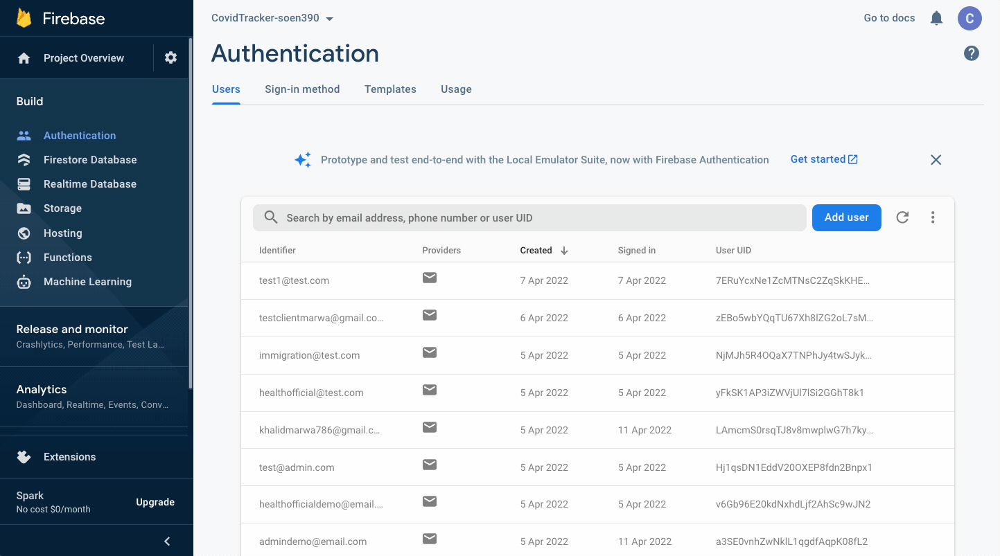 Firebase
Project Overview
Build
Authentication
Firestore Database
Realtime Database
Storage
Hosting
Functions
Machine Learning
Release and monitor
Crashlytics, Performance, Test La...
Analytics
Dashboard, Realtime, Events, Conv...
Extensions
Spark
No cost $0/month
Upgrade
CovidTracker-soen390
Go to docs
C
Authentication
Users Sign-in method Templates Usage
Prototype and test end-to-end with the Local Emulator Suite, now with Firebase Authentication Get started
Search by email address, phone number or user UID Add user
Identifier Providers Created Signed in User UID
test1@test.com 7 Apr 2022 7 Apr 2022 7ERuYcxNe1ZcMTNsC2ZqSkKHE...
testclientmarwa@gmail.co... 6 Apr 2022 6 Apr 2022 zEBo5wbYQqTU67Xh8lZG2oL7sM...
immigration@test.com 5 Apr 2022 5 Apr 2022 NjMJh5R4OQaX7TNPhJy4twSJyk...
healthofficial@test.com 5 Apr 2022 5 Apr 2022 yFkSK1AP3iZWVjUl7lSi2GGhT8k1
khalidmarwa786@gmail.c... 5 Apr 2022 11 Apr 2022 LAmcmS0rsqTJ8v8mwplwG7h7ky...
test@admin.com 5 Apr 2022 5 Apr 2022 Hj1qsDN1EddV20OXEP8fdn2Bnpx1
healthofficialdemo@email.... 5 Apr 2022 5 Apr 2022 v6Gb96E20kdNxhdLjf2AhSc9wJN2
admindemo@email.com 5 Apr 2022 11 Apr 2022 a3SE0vnhZwNklL1qgdfAqpK08fL2